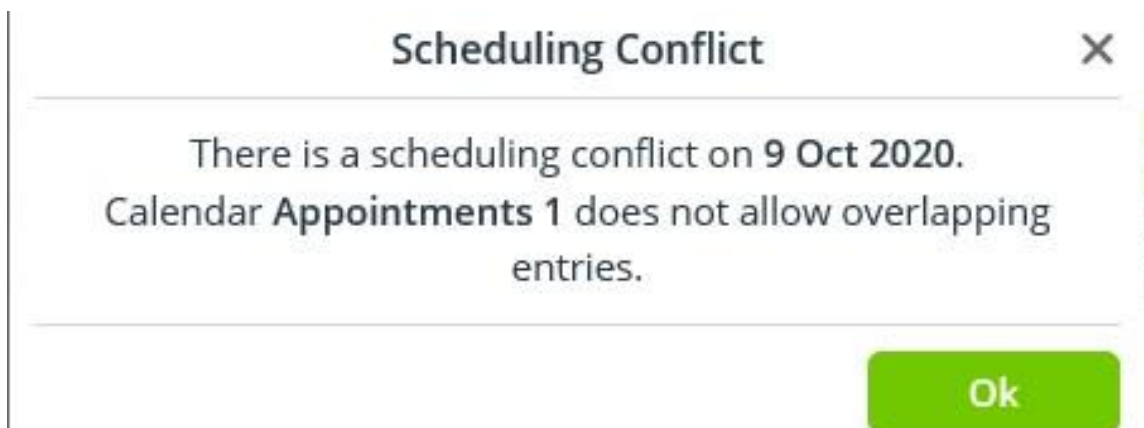 Scheduling Conflict
There is a scheduling conflict on 9 Oct 2020.
Calendar Appointments 1 does not allow overlapping
entries.
Ok